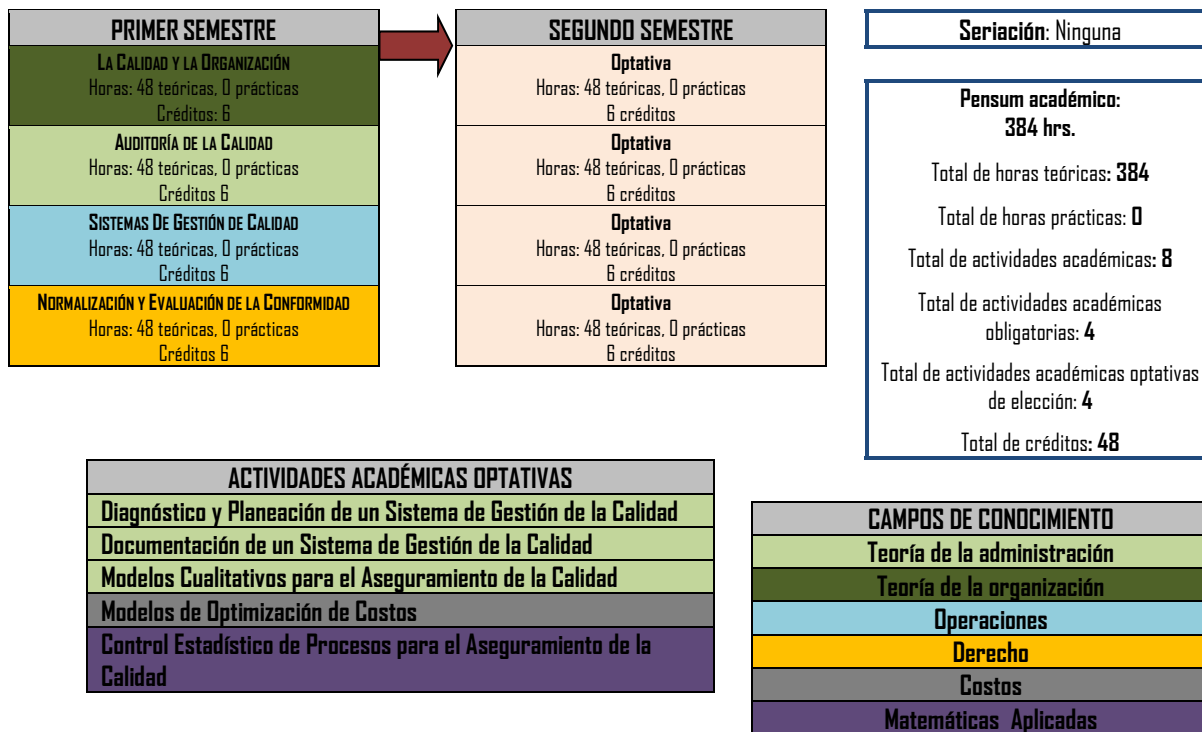 PRIMER SEMESTRE
LA CALIDAD Y LA ORGANIZACIÓN
Horas: 48 teóricas, 0 prácticas
Créditos: 6
AUDITORÍA DE LA CALIDAD
Horas: 48 teóricas, 0 prácticas
Créditos 6
SISTEMAS DE GESTIÓN DE CALIDAD
Horas: 48 teóricas, 0 prácticas
Créditos 6
NORMALIZACIÓN Y EVALUACIÓN DE LA CONFORMIDAD
Horas: 48 teóricas, 0 prácticas
Créditos 6
SEGUNDO SEMESTRE
Optativa
Horas: 48 teóricas, 0 prácticas
6 créditos
Optativa
Horas: 48 teóricas, 0 prácticas
6 créditos
Optativa
Horas: 48 teóricas, 0 prácticas
6 créditos
Optativa
Horas: 48 teóricas, 0 prácticas
6 créditos
Seriación: Ninguna
Pensum académico:
384 hrs.
Total de horas teóricas: 384
Total de horas prácticas: 0
Total de actividades académicas: 8
Total de actividades académicas
obligatorias: 4
Total de actividades académicas optativas
de elección: 4
Total de créditos: 48
ACTIVIDADES ACADÉMICAS OPTATIVAS
Diagnóstico y Planeación de un Sistema de Gestión de la Calidad
Documentación de un Sistema de Gestión de la Calidad
Modelos Cualitativos para el Aseguramiento de la Calidad
Modelos de Optimización de Costos
Control Estadístico de Procesos para el Aseguramiento de la
Calidad
CAMPOS DE CONOCIMIENTO
Teoría de la administración
Teoría de la organización
Operaciones
Derecho
Costos
Matemáticas Aplicadas